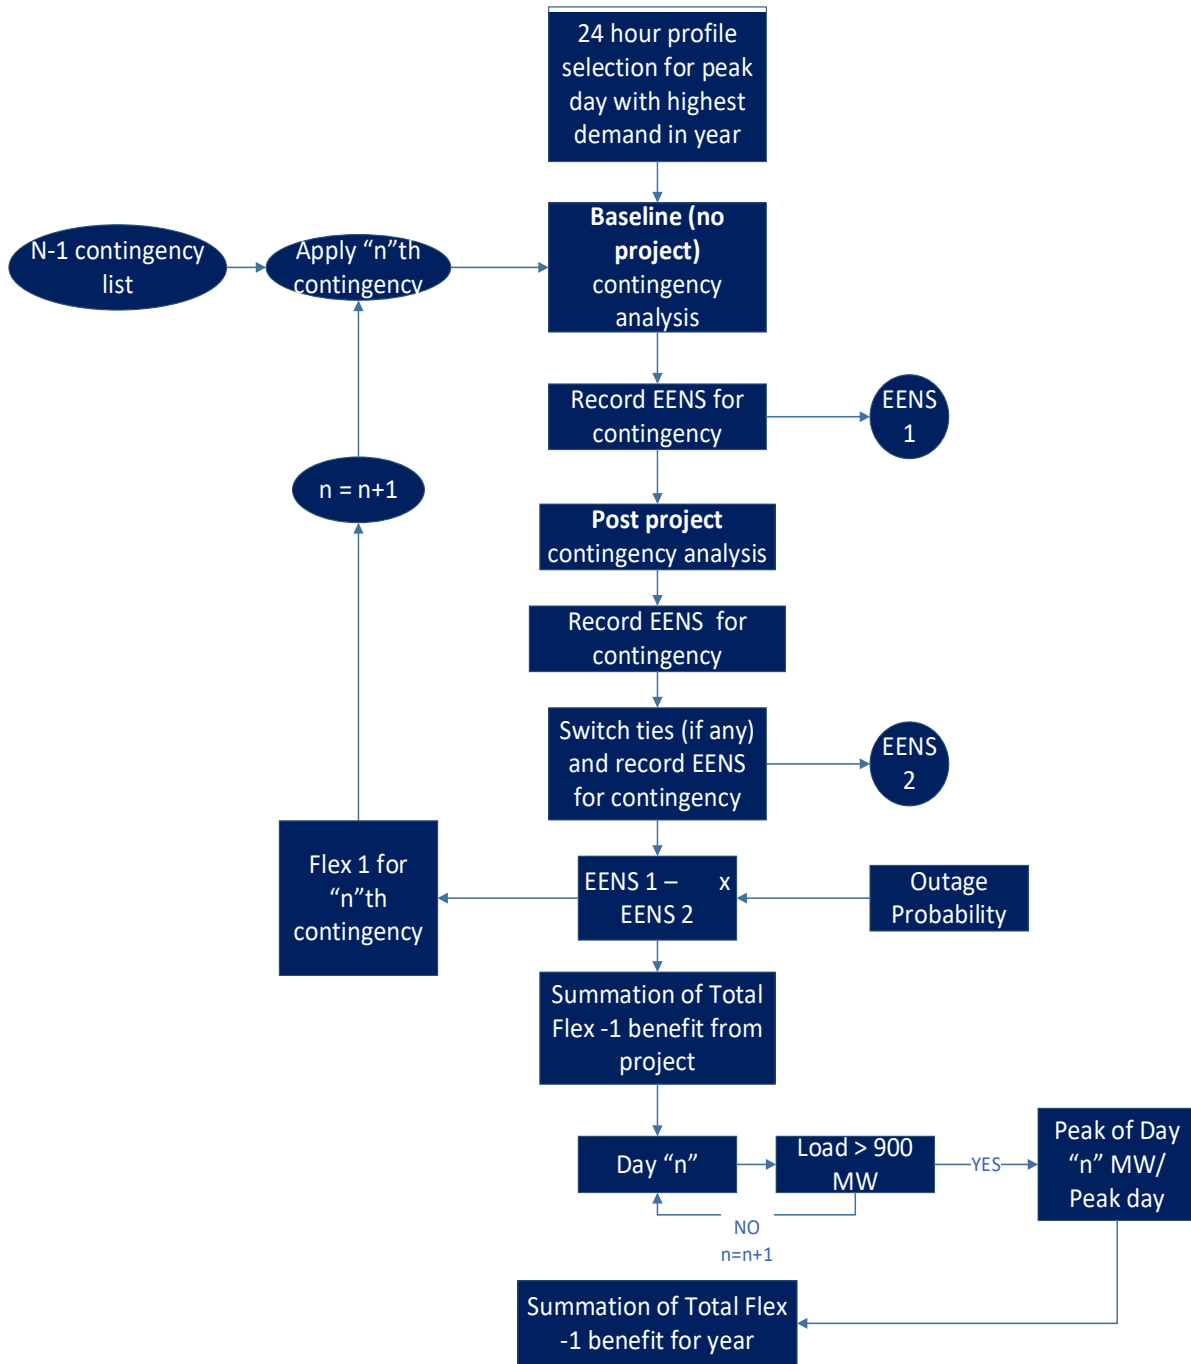 24 hour profile
selection for peak
day with highest
demand in year
N-1 contingency
list
Apply “n”th
contingency
Baseline (no
project)
contingency
analysis
Record EENS for
contingency
EENS
1
n = n+1
Post project
contingency analysis
Record EENS  for
contingency
Switch ties (if any)
and record EENS
for contingency
EENS
2
Flex 1 for
“n”th
contingency
EENS 1 – x
EENS 2
Outage
Probability
Summation of Total
Flex -1 benefit from
project
Day “n”
Load > 900
MW
YES
Peak of Day
“n” MW/
Peak day
NO
n=n+1
Summation of Total Flex
-1 benefit for year